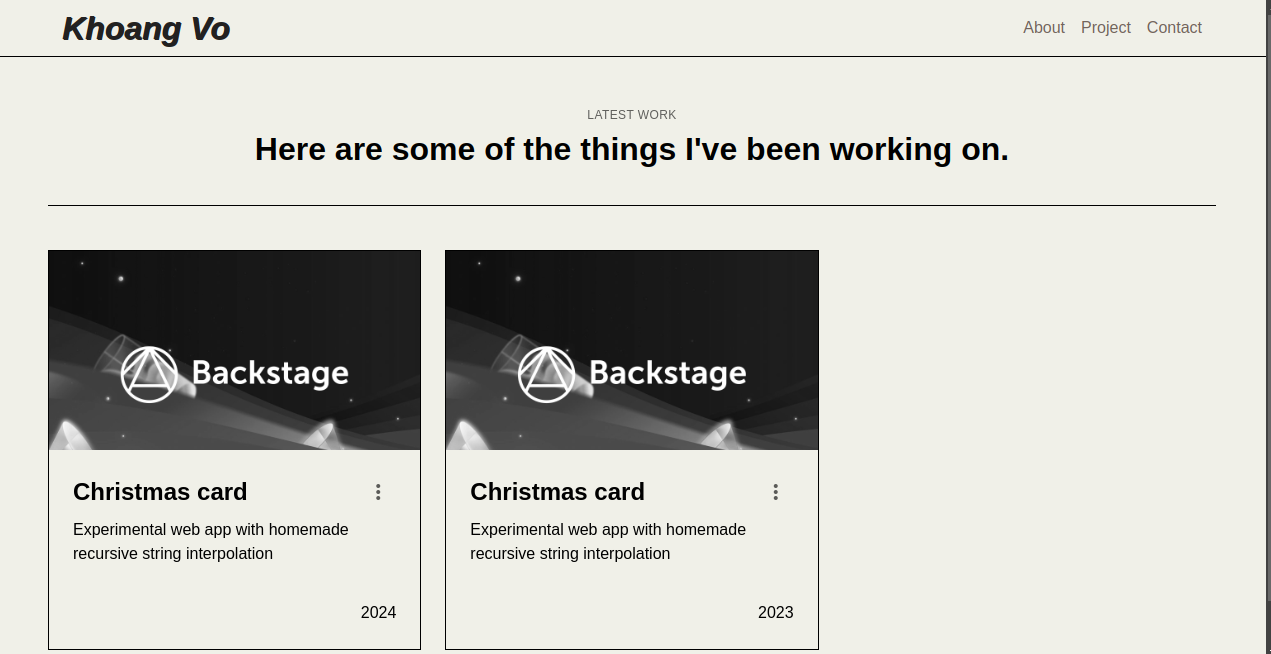 Khoang Vo
About Project Contact
LATEST WORK
Here are some of the things I've been working on.
Backstage
Christmas card
Experimental web app with homemade
recursive string interpolation
2024
Backstage
Christmas card
Experimental web app with homemade
recursive string interpolation
2023